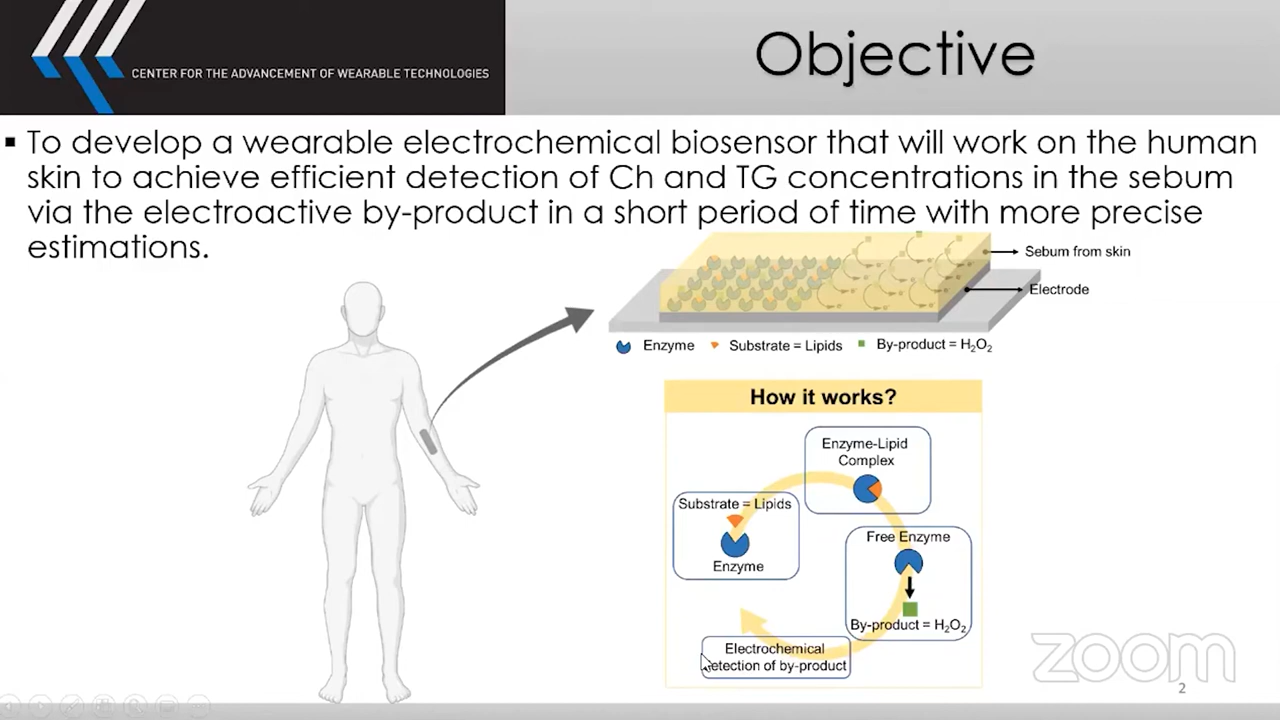 CENTER FOR THE ADVANCEMENT OF WEARABLE TECHNOLOGIES
Objective
▪ To develop a wearable electrochemical biosensor that will work on the human
skin to achieve efficient detection of Ch and TG concentrations in the sebum
via the electroactive by-product in a short period of time with more precise
estimations.
Sebum from skin
Electrode
Enzyme
Substrate = Lipids
By-product = H₂O₂
How it works?
Enzyme-Lipid
Complex
Substrate = Lipids
Enzyme
Free Enzyme
By-product = H₂O₂
Electrochemical
detection of by-product
zoom
2